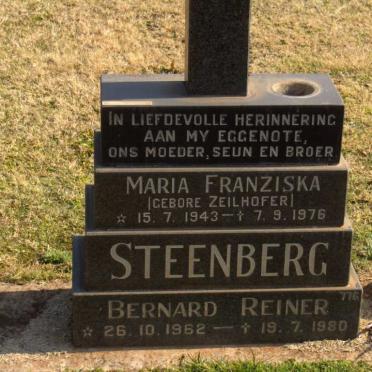 IN LIEFDEVOLLE HERINNERING
AAN MY EGGENOTE,
ONS MOEDER, SEUN EN BROER
MARIA FRANZISKA
(GEBORE ZEILHOFER)
☆ 15. 7. 1943 — † 7. 9. 1976
STEENBERG
776
BERNARD REINER
☆ 26. 10. 1962 — † 19. 7. 1980